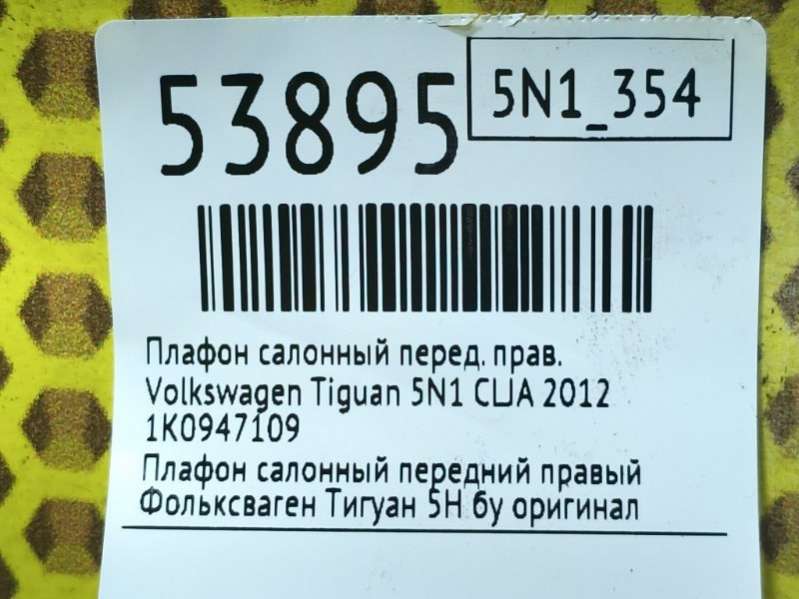 53895
5N1_354
Плафон салонный перед. прав.
Volkswagen Tiguan 5N1 США 2012
1K0947109
Плафон салонный передний правый
Фольксваген Тигуан 5Н бу оригинал